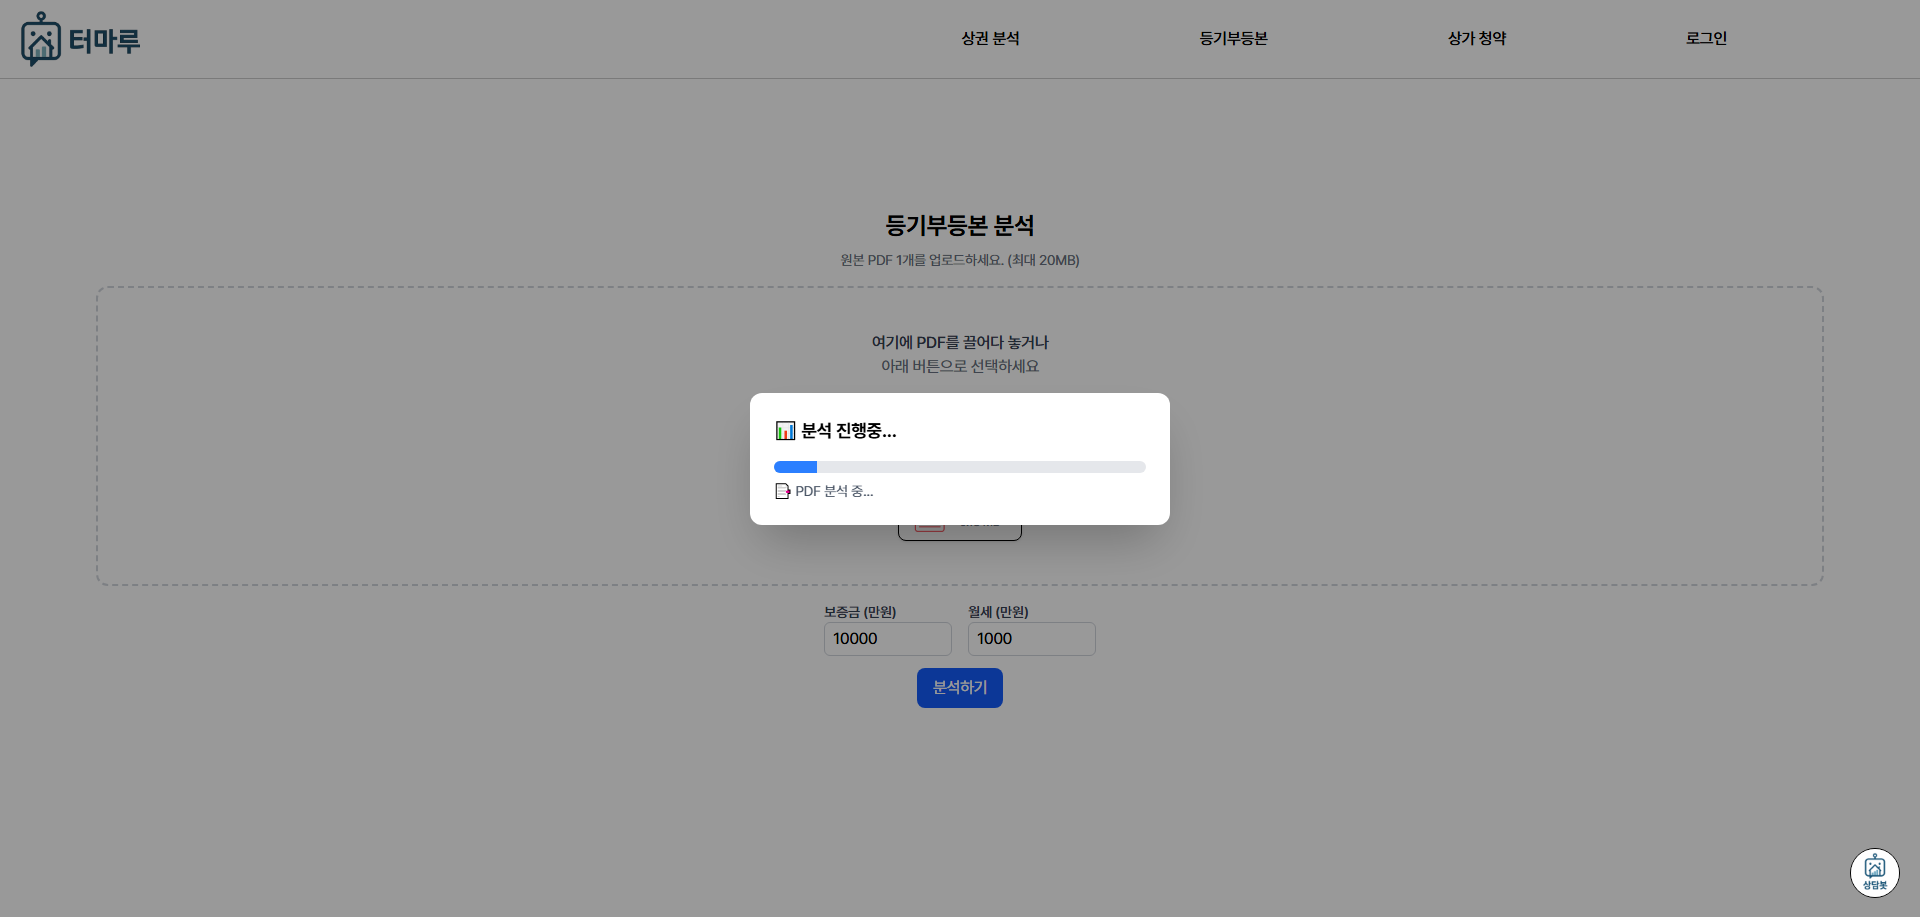 터마루
상권 분석
등기부등본
상가 청약
로그인
등기부등본 분석
원본 PDF 1개를 업로드하세요. (최대 20MB)
여기에 PDF를 끌어다 놓거나
아래 버튼으로 선택하세요
📊 분석 진행중...
📑 PDF 분석 중...
보증금 (만원)
월세 (만원)
10000
1000
분석하기
상담봇